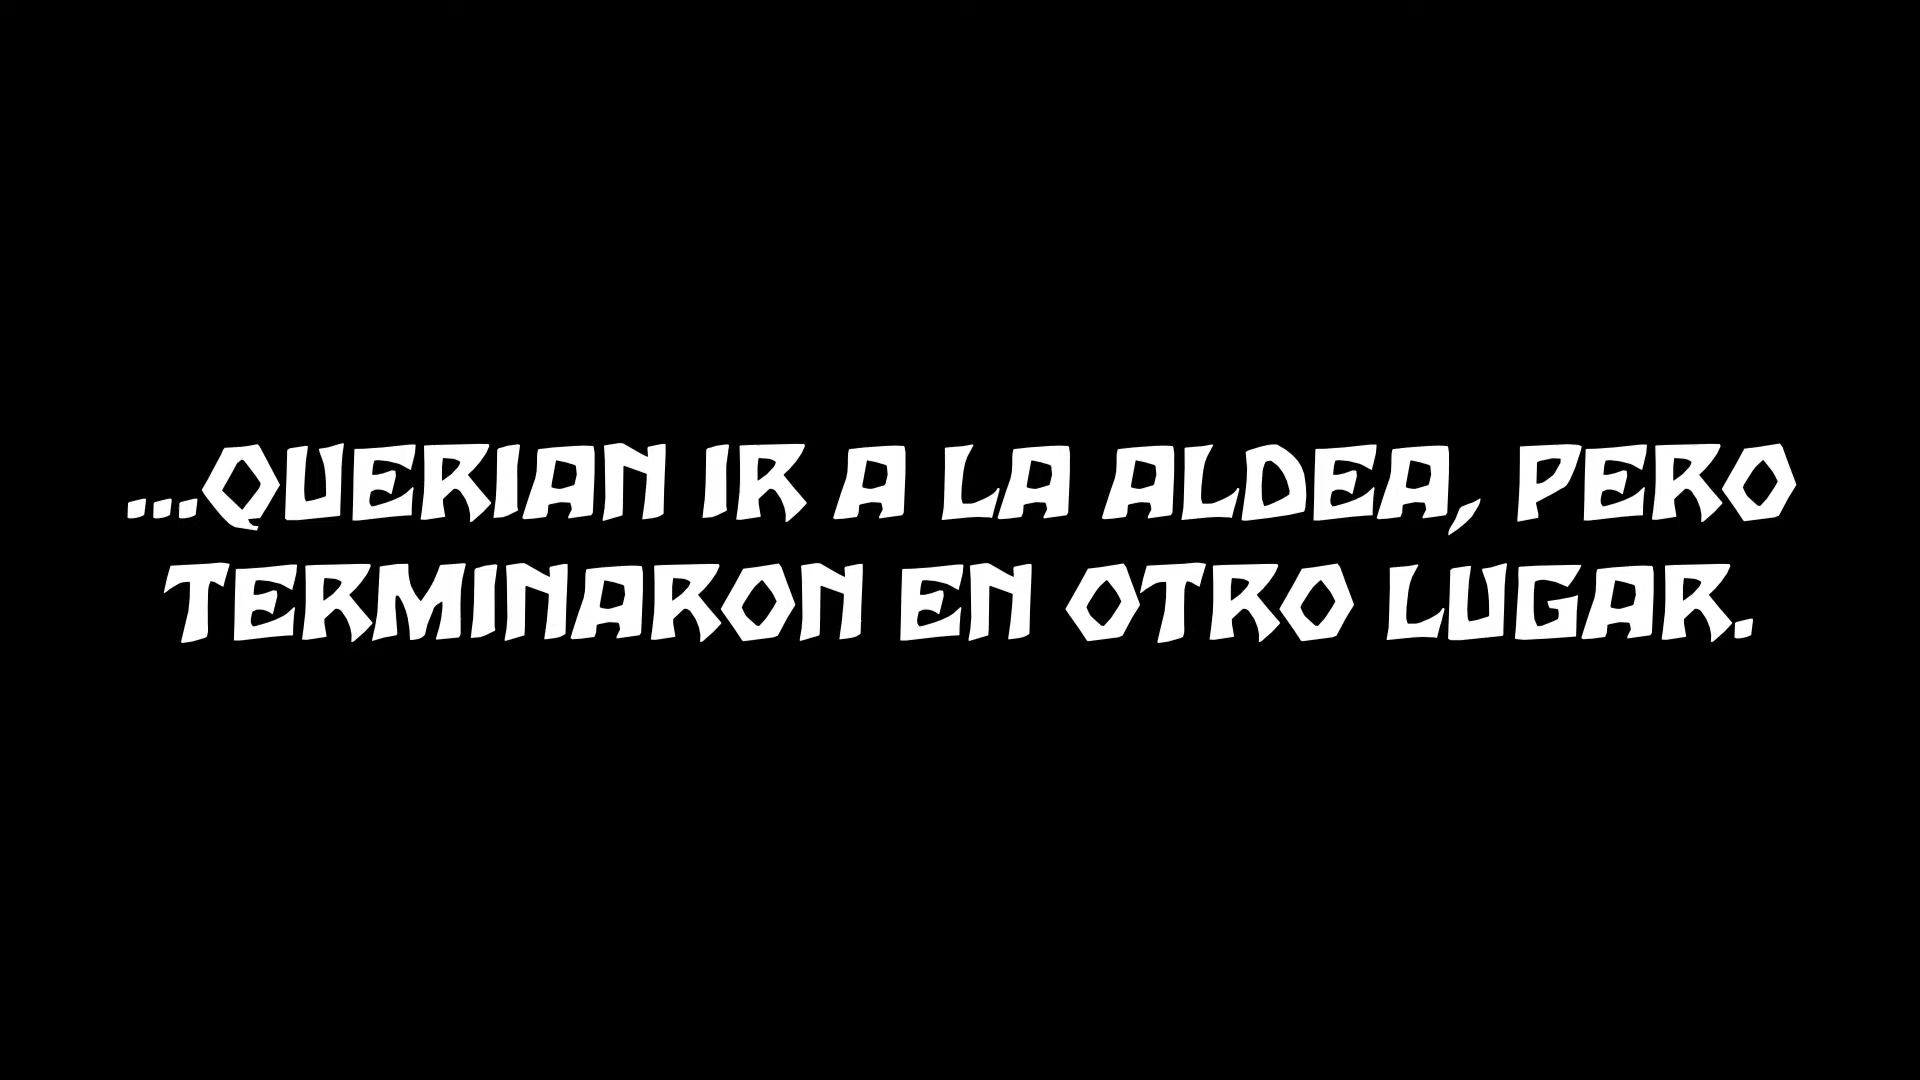 ...QUERIAN IR A LA ALDEA, PERO
TERMINARON EN OTRO LUGAR.